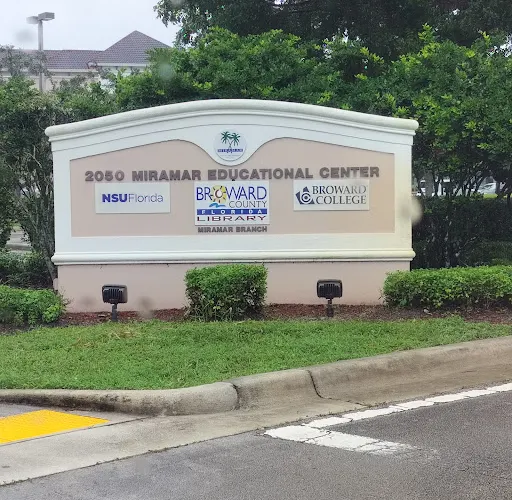 2050 MIRAMAR EDUCATIONAL CENTER
NSUFlorida
BROWARD
COUNTY
FLORIDA
LIBRARY
MIRAMAR BRANCH
BROWARD
COLLEGE